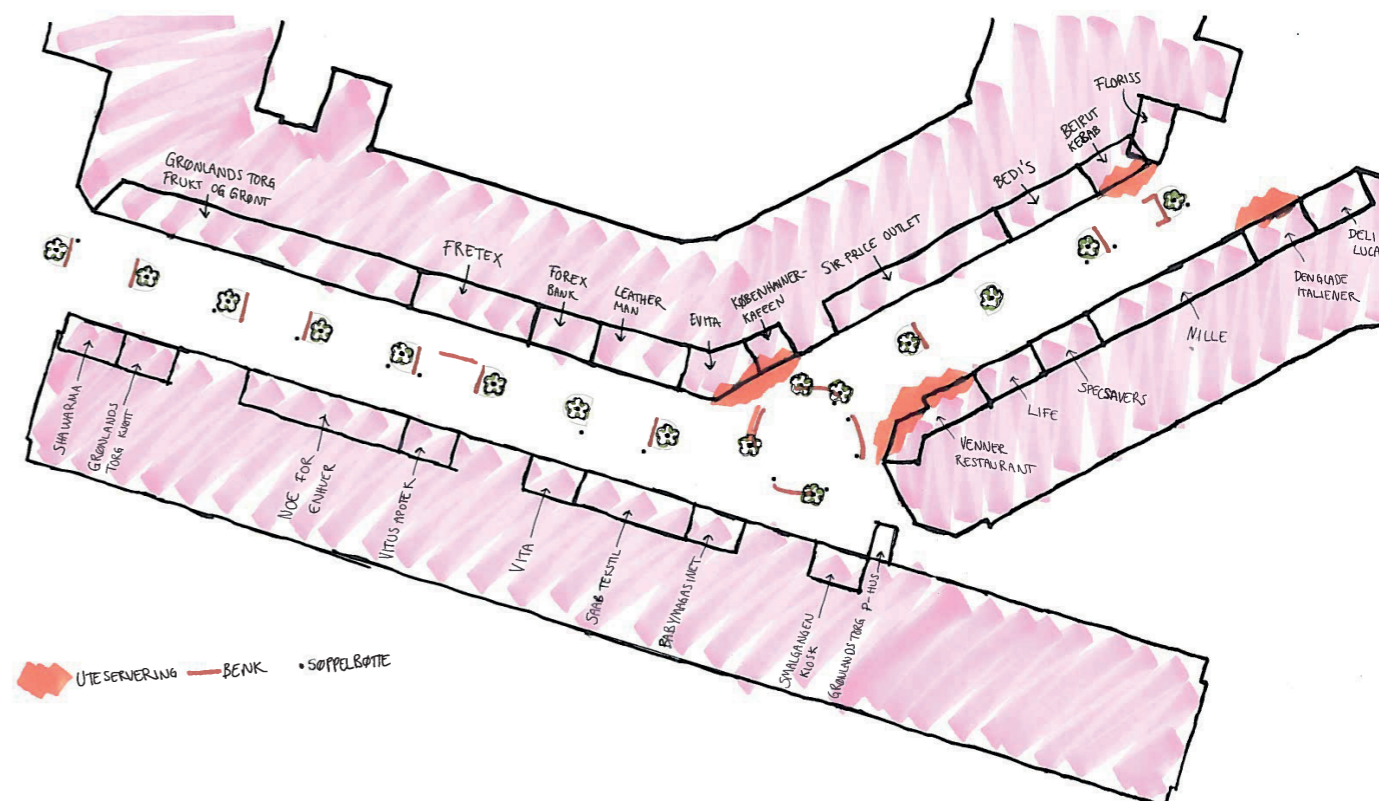 FLORISS
BEIRUT
KEBAB
BEDI'S
SIR PRICE OUTLET
KØBENHAVNER-
KAFEEN
EVITA
LEATHER
MAN
FOREX
BANK
FRETEX
GRØNLANDS TORG
FRUKT OG GRØNT
DELI
LUCA
DEN GLADE
ITALIENER
NILLE
SPECSAVERS
LIFE
VENNER
RESTAURANT
SHAWARMA
GRØNLANDS
TORG KNØTT
NOE FOR
ENHVER
VITUS APOTEK
VITA
SAAB TEKSTIL
BABYMAGASINET
SMALGANGEN
KIOSK
GRØNLANDS TORG P-HUS
UTESERVERING
BENK
SØPPELBØTTE